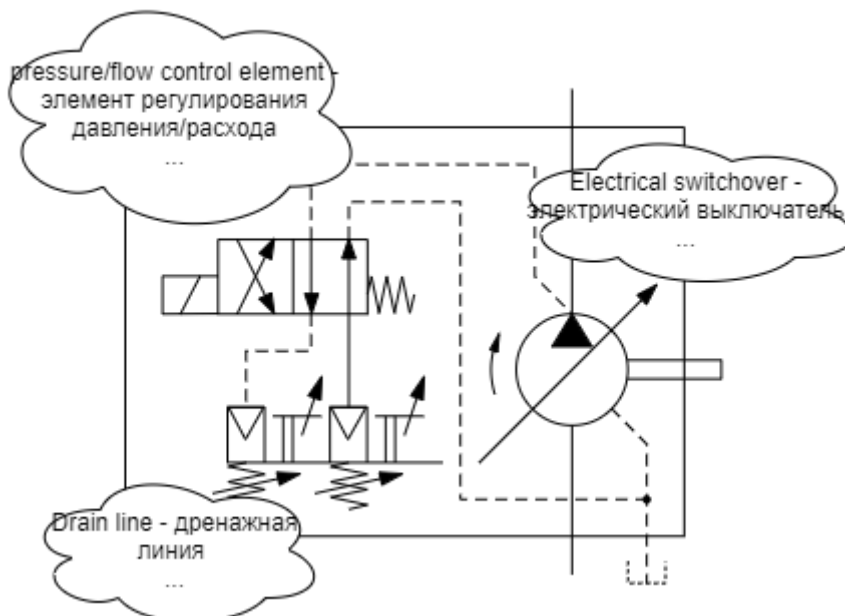 pressure/flow control element -
элемент регулирования
давления/расхода
...
Electrical switchover -
электрический выключатель
...
Drain line - дренажная
линия
...